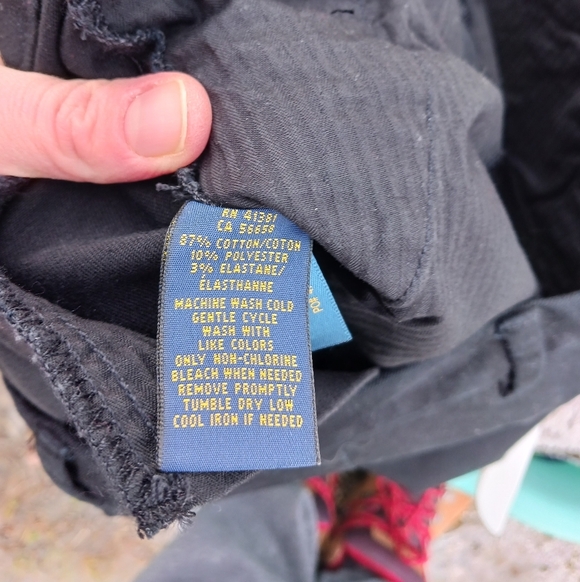 RN 41381
CA 56658
87% COTTON/COTON
10% POLYESTER
3% ELASTANE/
ÉLASTHANNE
MACHINE WASH COLD
GENTLE CYCLE
WASH WITH
LIKE COLORS
ONLY NON-CHLORINE
BLEACH WHEN NEEDED
REMOVE PROMPTLY
TUMBLE DRY LOW
COOL IRON IF NEEDED